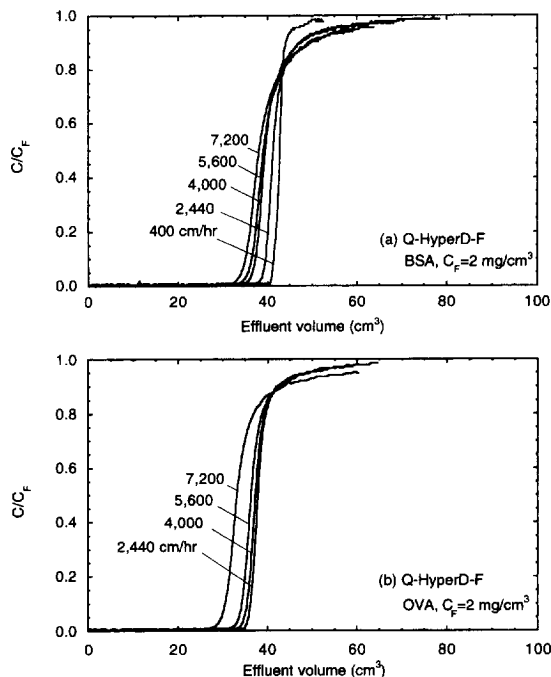 1.0
0.8
0.6
0.4
0.2
0.0
C/C_F
7,200
5,600
4,000
2,440
400 cm/hr
(a) Q-HyperD-F
BSA, C_F=2 mg/cm³
0 20 40 60 80 100
Effluent volume (cm³)
1.0
0.8
0.6
0.4
0.2
0.0
C/C_F
7,200
5,600
4,000
2,440 cm/hr
(b) Q-HyperD-F
OVA, C_F=2 mg/cm³
0 20 40 60 80 100
Effluent volume (cm³)